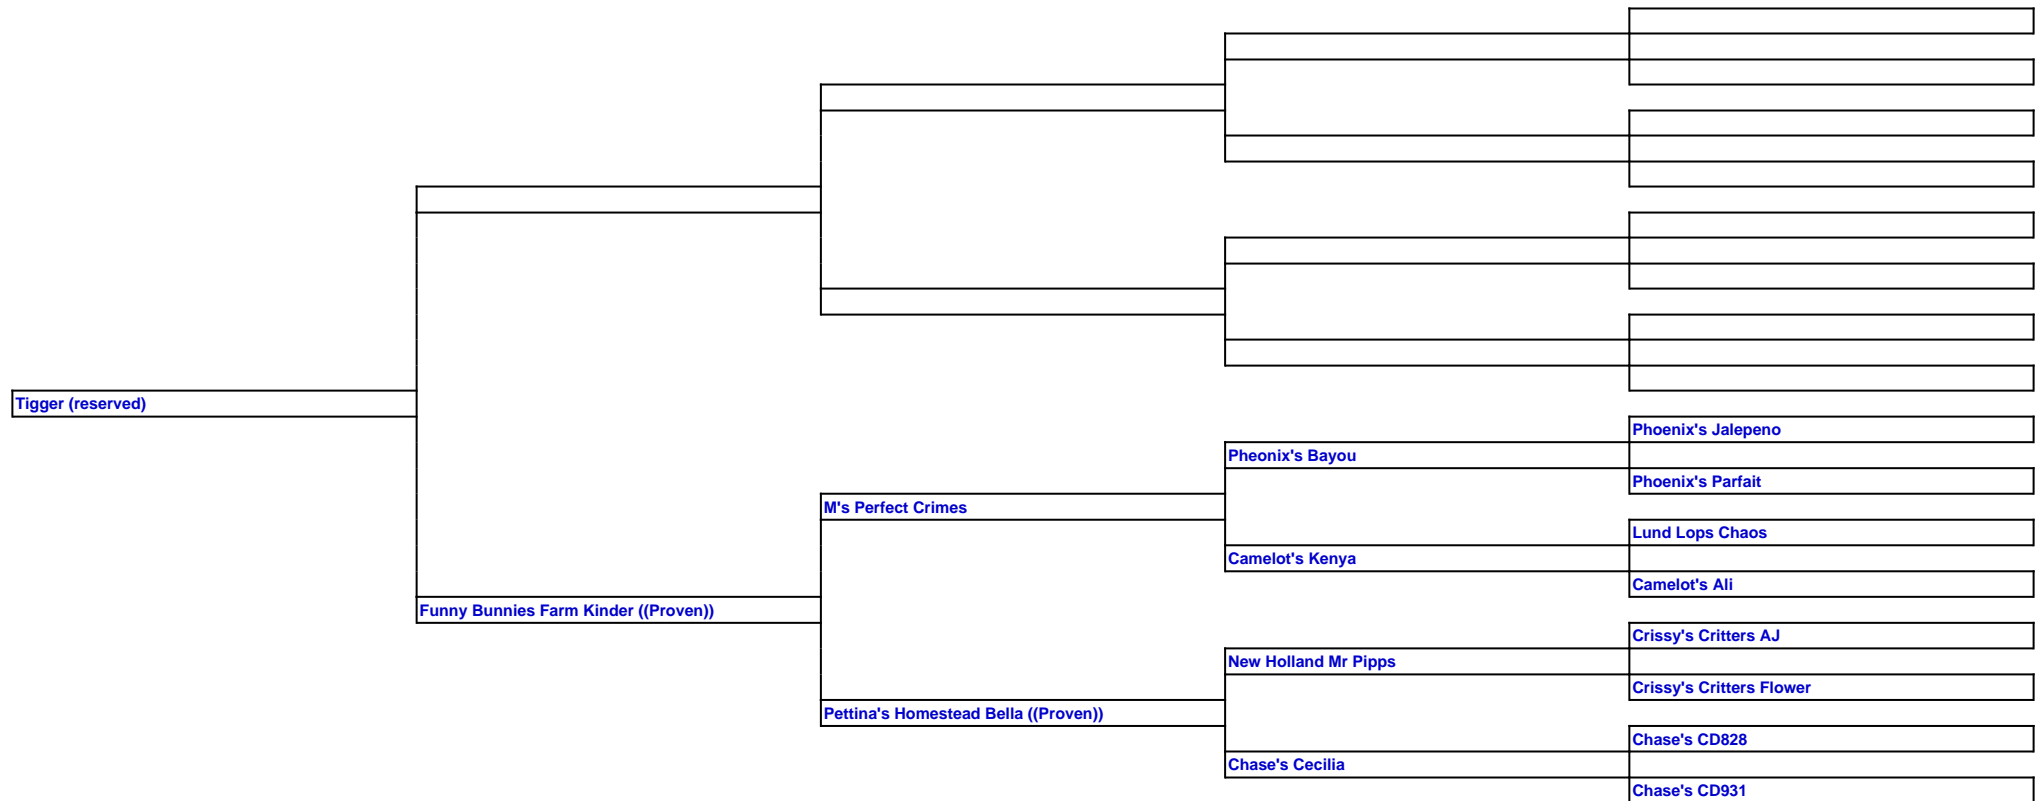 Tigger (reserved)
Phoenix's Jalepeno
Pheonix's Bayou
Phoenix's Parfait
M's Perfect Crimes
Lund Lops Chaos
Camelot's Kenya
Camelot's Ali
Funny Bunnies Farm Kinder ((Proven))
Crissy's Critters AJ
New Holland Mr Pipps
Crissy's Critters Flower
Pettina's Homestead Bella ((Proven))
Chase's CD828
Chase's Cecilia
Chase's CD931